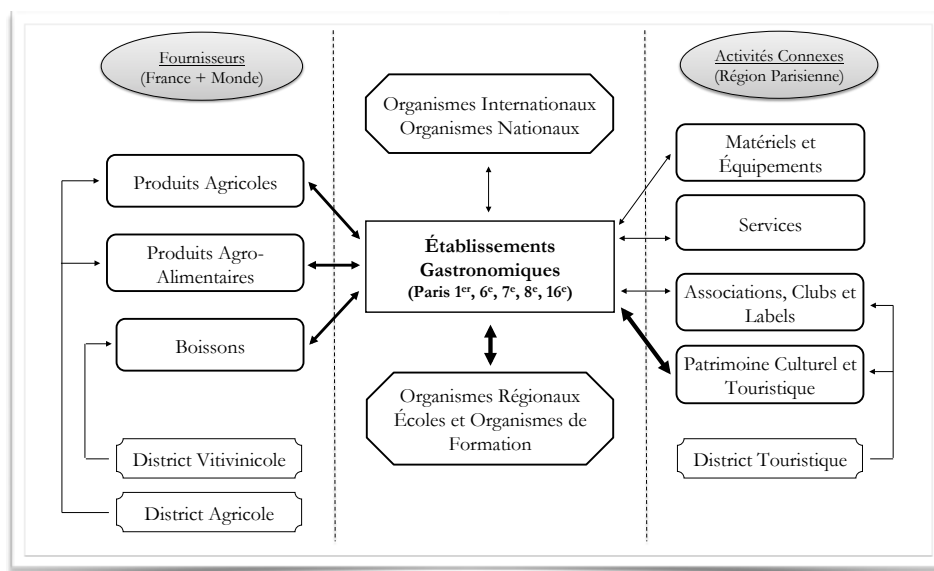 Fournisseurs
(France + Monde)
Produits Agricoles
Produits Agro-
Alimentaires
Boissons
District Vitivinicole
District Agricole
Organismes Internationaux
Organismes Nationaux
Établissements
Gastronomiques
(Paris 1er, 6e, 7e, 8e, 16e)
Organismes Régionaux
Écoles et Organismes de
Formation
Activités Connexes
(Région Parisienne)
Matériels et
Équipements
Services
Associations, Clubs et
Labels
Patrimoine Culturel et
Touristique
District Touristique